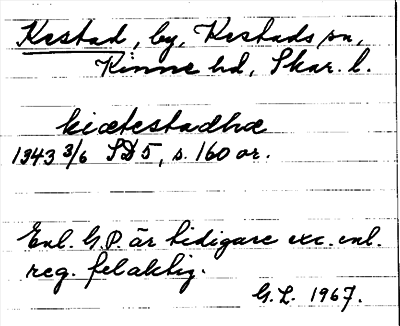 Kestad, by, Kestads sn,
Kinne hd, Skar. l.
kiætestadhæ
1343 3/6 SD 5, s. 160 or.
Enl. G.P. är tidigare exc. enl.
reg. felaktig.
G.L. 1967.